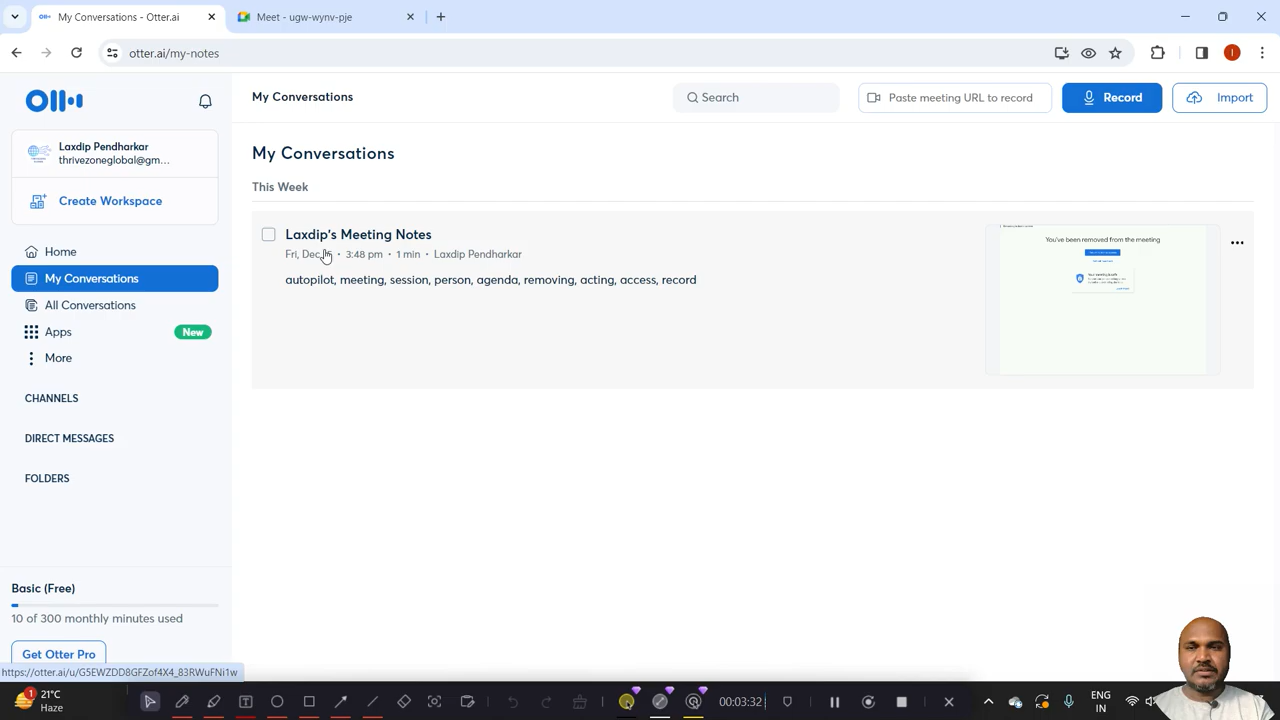 My Conversations - Otter.ai
Meet - ugw-wynv-pje
otter.ai/my-notes
My Conversations
Search
Paste meeting URL to record
Record
Import
Laxdip Pendharkar
thrivezoneglobal@gm...
Create Workspace
Home
My Conversations
All Conversations
Apps
New
More
CHANNELS
DIRECT MESSAGES
FOLDERS
Basic (Free)
10 of 300 monthly minutes used
Get Otter Pro
https://otter.ai/u/G5EWZDD8GFZof4X4_83RWuFNi1w
My Conversations
This Week
Laxdip's Meeting Notes
Fri, Dec • 3:48 pm • 1 min • Laxdip Pendharkar
autopilot, meeting, session, person, agenda, removing, acting, access, record
You've been removed from the meeting
1
21°C
Haze
00:03:32
ENG
IN
I